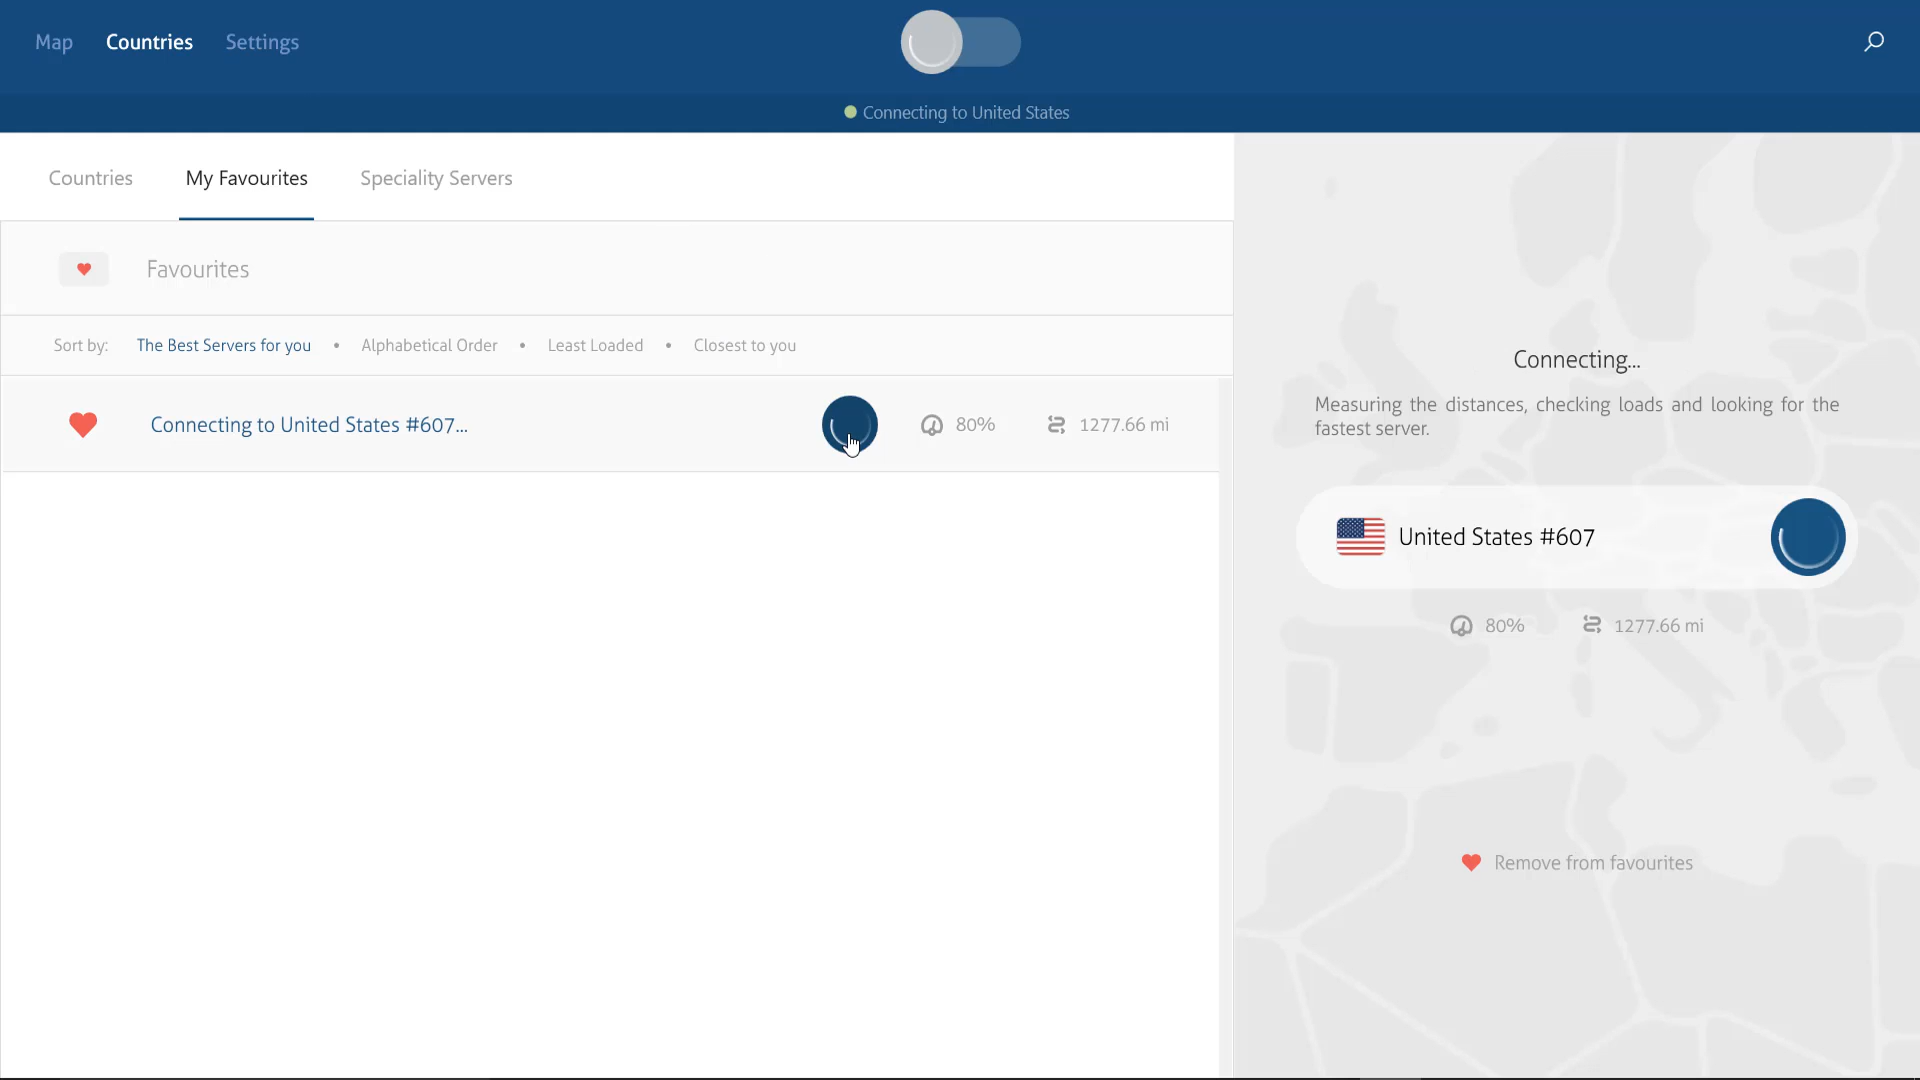 Map Countries Settings
Connecting to United States
Countries My Favourites Speciality Servers
Favourites
Sort by: The Best Servers for you • Alphabetical Order • Least Loaded • Closest to you
Connecting to United States #607... 80% 1277.66 mi
Connecting...
Measuring the distances, checking loads and looking for the
fastest server.
United States #607
80% 1277.66 mi
Remove from favourites